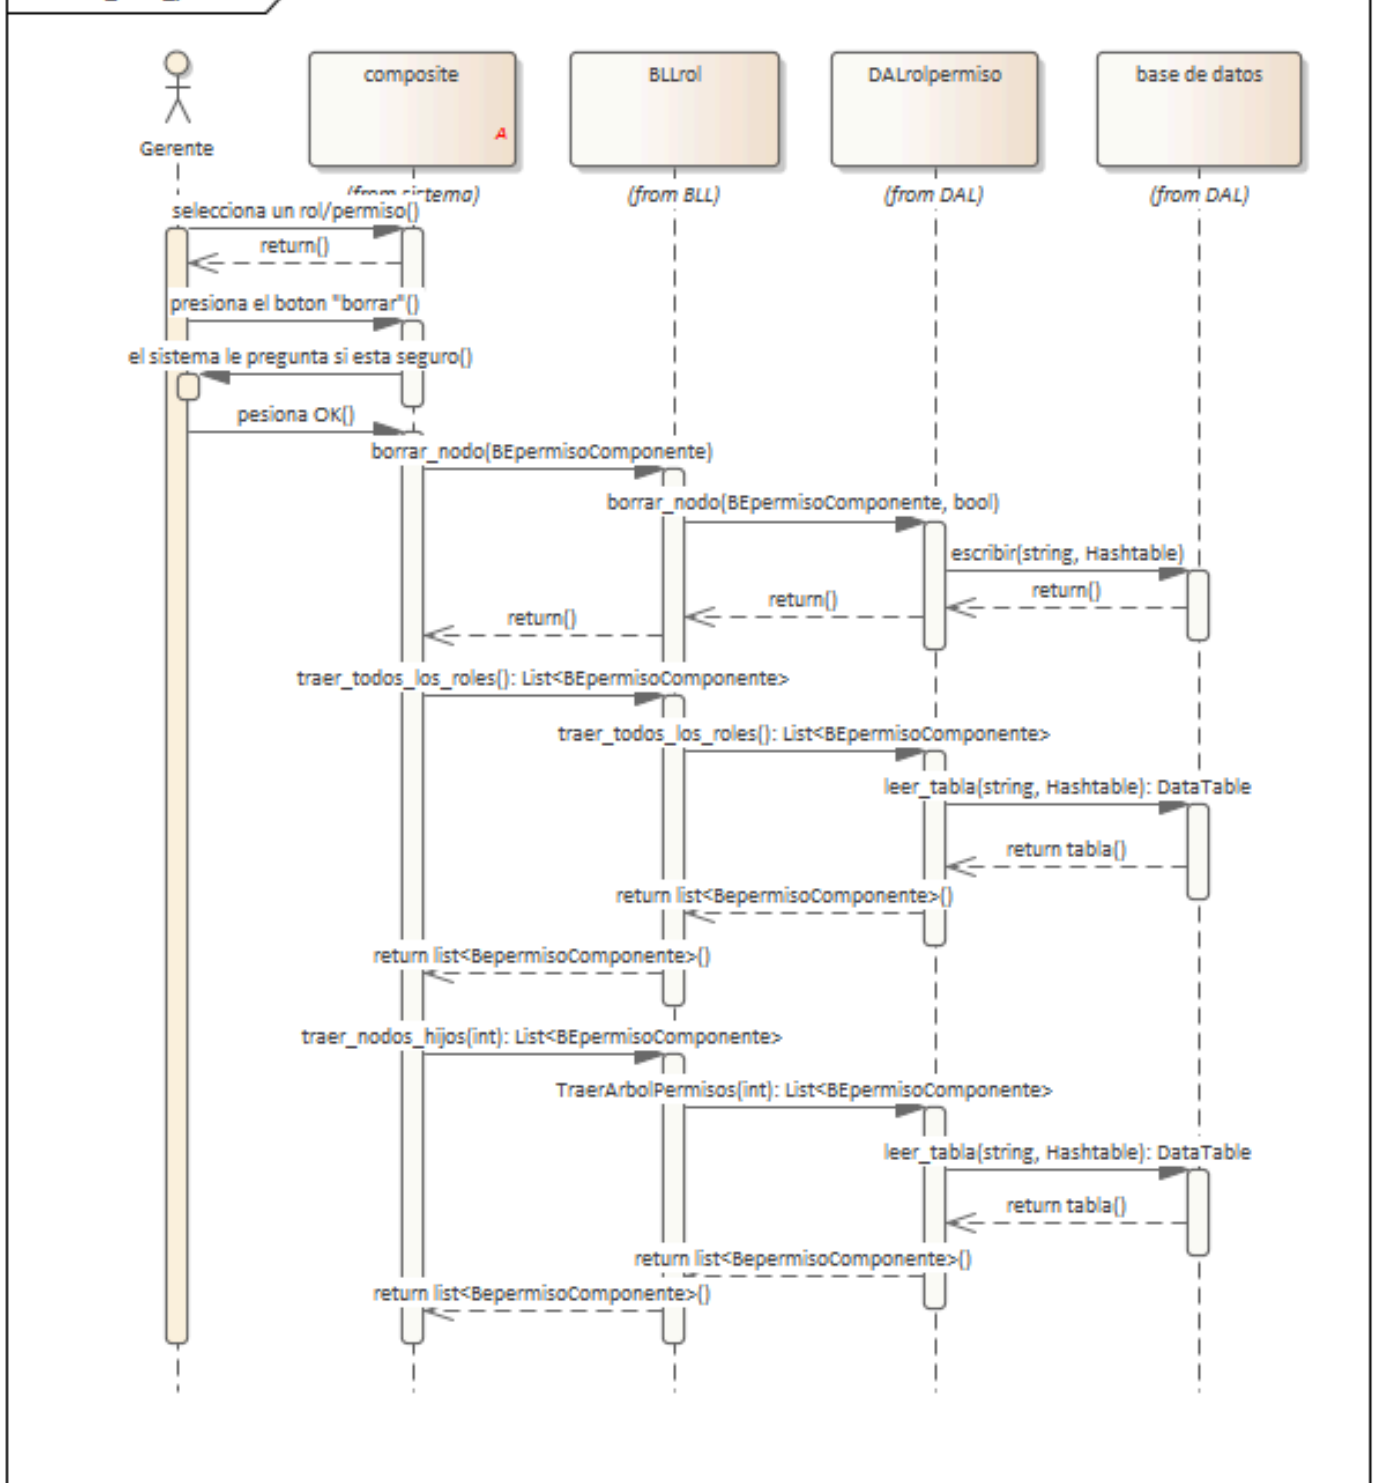 composite
BLLrol
DALrolpermiso
base de datos
A
Gerente
(from sistema)
(from BLL)
(from DAL)
(from DAL)
selecciona un rol/permiso()
return()
presiona el boton "borrar"()
el sistema le pregunta si esta seguro()
pesiona OK()
borrar_nodo(BEpermisoComponente)
borrar_nodo(BEpermisoComponente, bool)
escribir(string, Hashtable)
return()
return()
return()
traer_todos_los_roles(): List<BEpermisoComponente>
traer_todos_los_roles(): List<BEpermisoComponente>
leer_tabla(string, Hashtable): DataTable
return tabla()
return list<BepermisoComponente>()
return list<BepermisoComponente>()
traer_nodos_hijos(int): List<BEpermisoComponente>
TraerArbolPermisos(int): List<BEpermisoComponente>
leer_tabla(string, Hashtable): DataTable
return tabla()
return list<BepermisoComponente>()
return list<BepermisoComponente>()